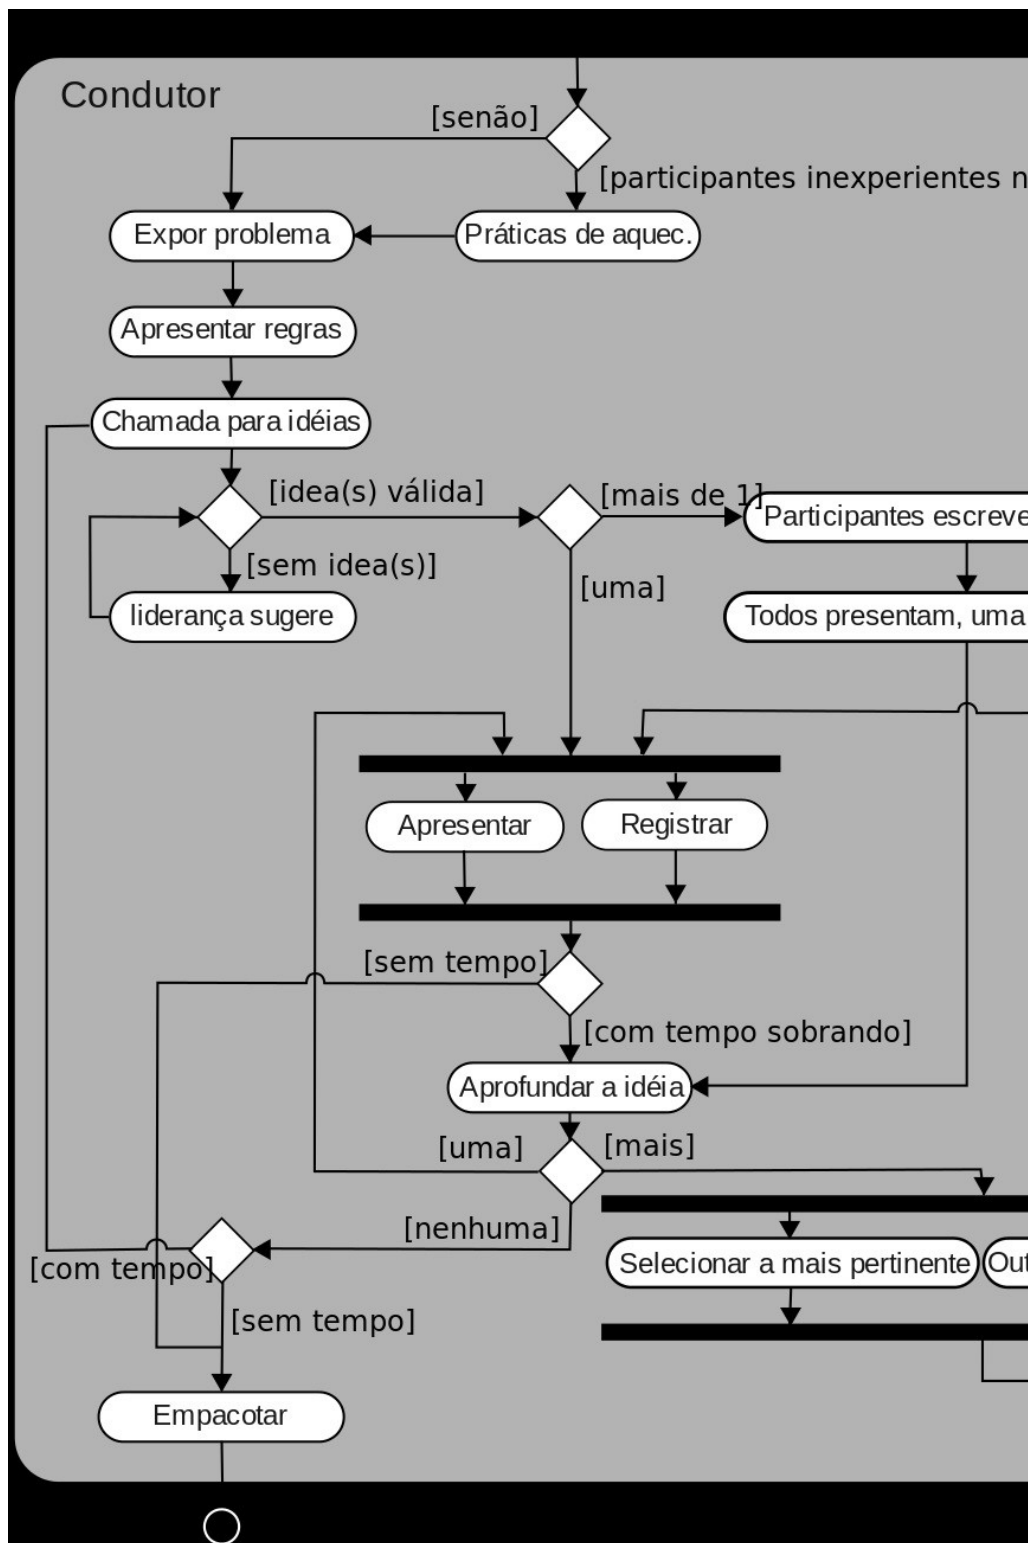 Condutor
[senão]
[participantes inexperientes
Expor problema
Práticas de aquec.
Apresentar regras
Chamada para idéias
[idea(s) válida]
[mais de 1]
Participantes
[sem idea(s)]
[uma]
liderança sugere
Todos presentam, uma
Apresentar
Registrar
[sem tempo]
[com tempo sobrando]
Aprofundar a idéia
[uma]
[mais]
[nenhuma]
[com tempo]
Selecionar a mais pertinente
[sem tempo]
Empacotar